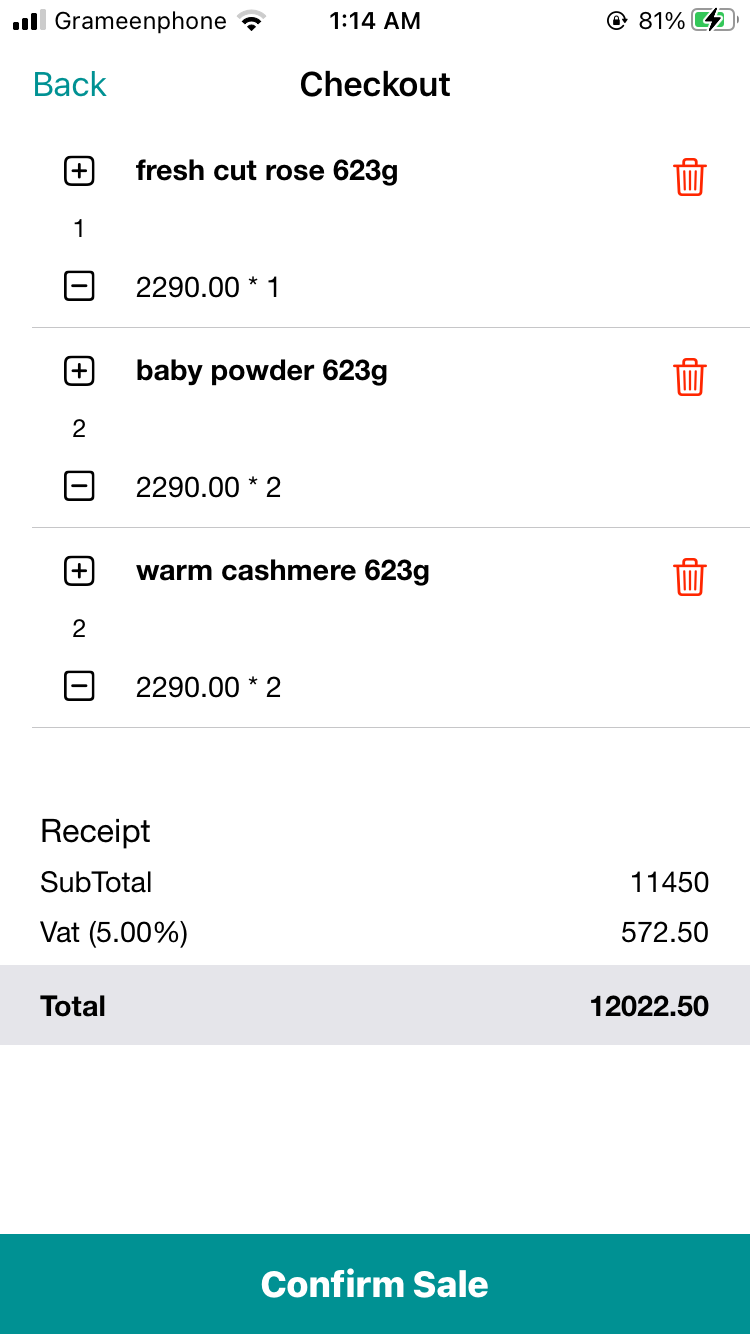 Grameenphone 1:14 AM 81%
Back Checkout
fresh cut rose 623g
1
2290.00 * 1
baby powder 623g
2
2290.00 * 2
warm cashmere 623g
2
2290.00 * 2
Receipt
SubTotal 11450
Vat (5.00%) 572.50
Total 12022.50
Confirm Sale